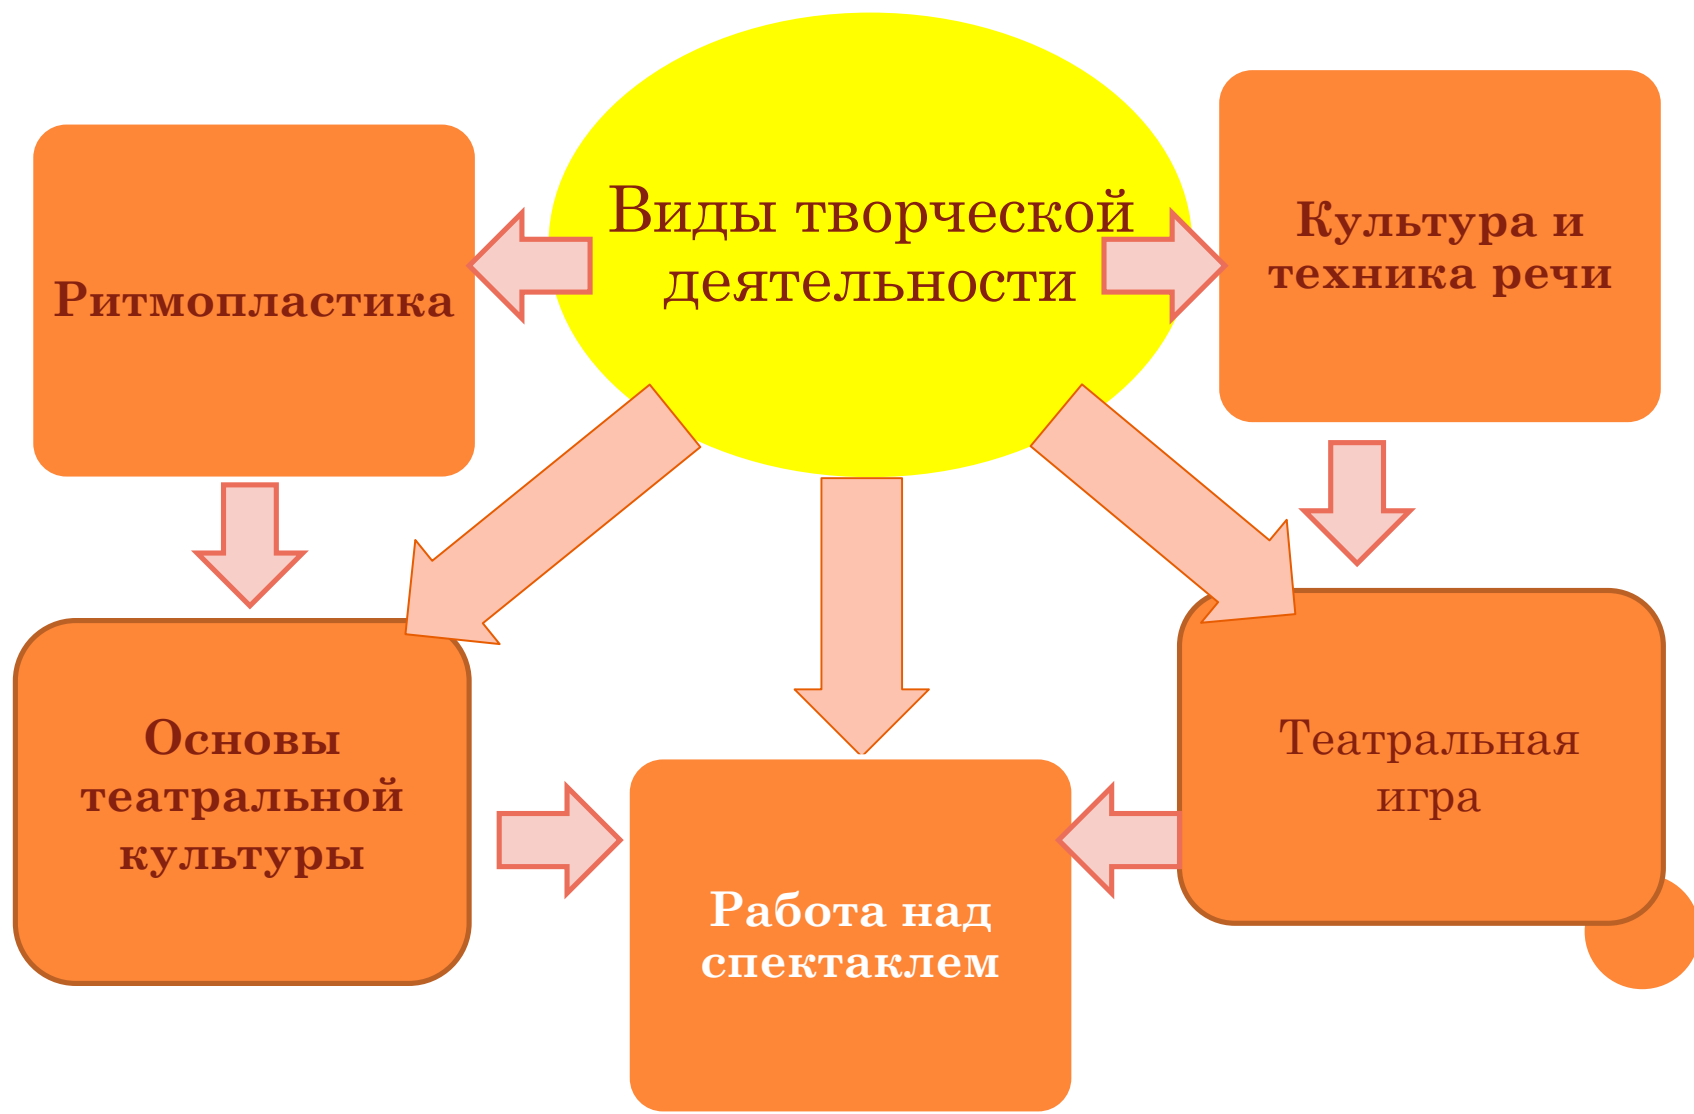 Виды творческой
деятельности
Ритмопластика
Культура и
техника речи
Основы
театральной
культуры
Театральная
игра
Работа над
спектаклем